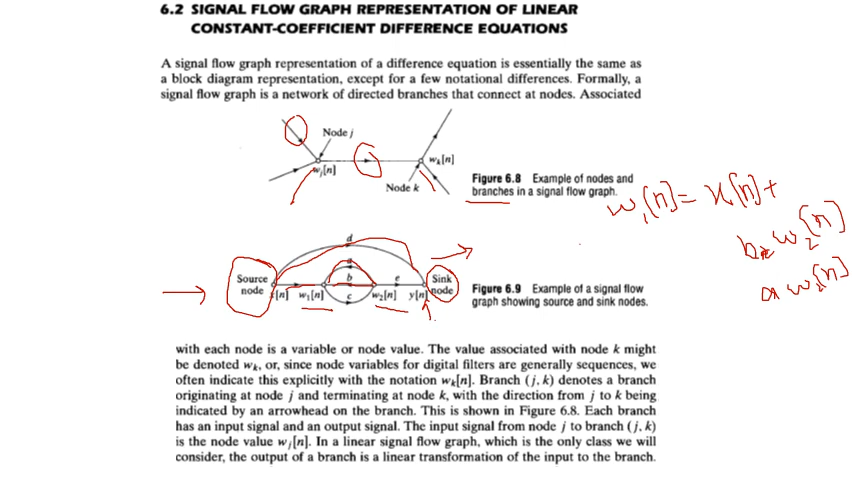 6.2 SIGNAL FLOW GRAPH REPRESENTATION OF LINEAR
CONSTANT-COEFFICIENT DIFFERENCE EQUATIONS
A signal flow graph representation of a difference equation is essentially the same as
a block diagram representation, except for a few notational differences. Formally, a
signal flow graph is a network of directed branches that connect at nodes. Associated
Node j
wj[n]
wk[n]
Node k
Figure 6.8 Example of nodes and
branches in a signal flow graph.
w1[n] = x[n] +
w2[n]
a w2[n]
d
a
Source
node
b
e
Sink
node
x[n]
w1[n]
c
w2[n]
y[n]
Figure 6.9 Example of a signal flow
graph showing source and sink nodes.
with each node is a variable or node value. The value associated with node k might
be denoted wk, or, since node variables for digital filters are generally sequences, we
often indicate this explicitly with the notation wk[n]. Branch (j, k) denotes a branch
originating at node j and terminating at node k, with the direction from j to k being
indicated by an arrowhead on the branch. This is shown in Figure 6.8. Each branch
has an input signal and an output signal. The input signal from node j to branch (j, k)
is the node value wj[n]. In a linear signal flow graph, which is the only class we will
consider, the output of a branch is a linear transformation of the input to the branch.